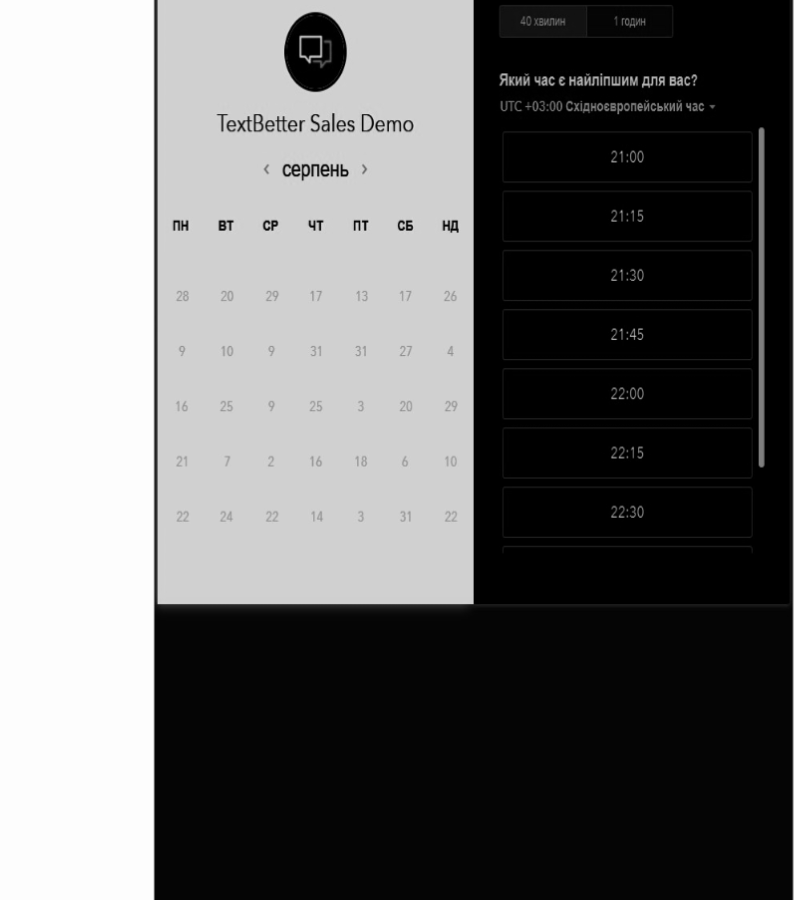 TextBetter Sales Demo
‹ серпень ›
ПН ВТ СР ЧТ ПТ СБ НД
28 20 29 17 13 17 26
9 10 9 31 31 27 4
16 25 9 25 3 20 29
21 7 2 16 18 6 10
22 24 22 14 3 31 22
40 хвилин 1 годин
Який час є найліпшим для вас?
UTC +03:00 Східноєвропейський час
21:00
21:15
21:30
21:45
22:00
22:15
22:30